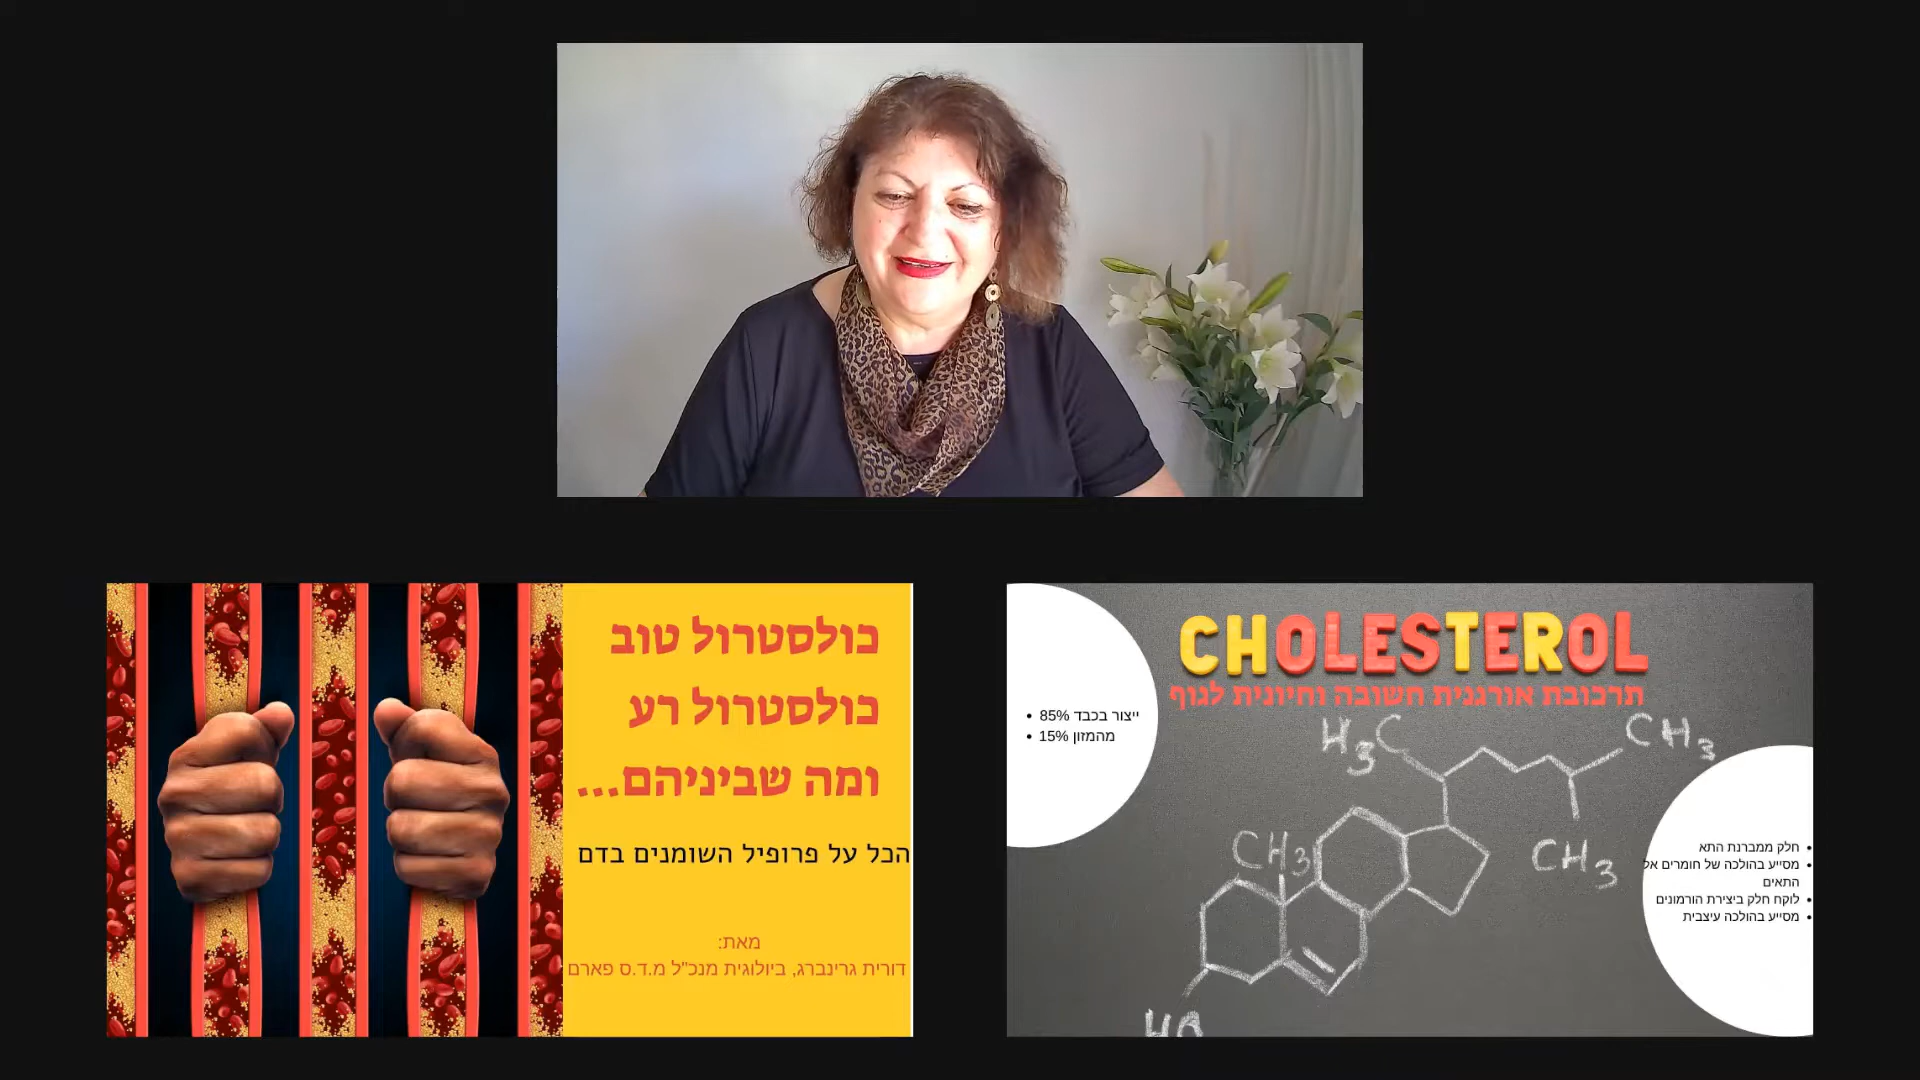 כולסטרול טוב
כולסטרול רע
ומה שביניהם...
הכל על פרופיל השומנים בדם
מאת:
דורית גרינברג, ביולוגית מנכ"ל מ.ד.ס פארם
CHOLESTEROL
תרכובת אורגנית חשובה וחיונית לגוף
• 85% ייצור בכבד
• 15% מהמזון
H3C
CH3
CH3
CH3
HO
• חלק ממברנת התא
• מסייע בהולכה של חומרים אל
התאים
• לוקח חלק ביצירת הורמונים
• מסייע בהולכה עיצבית